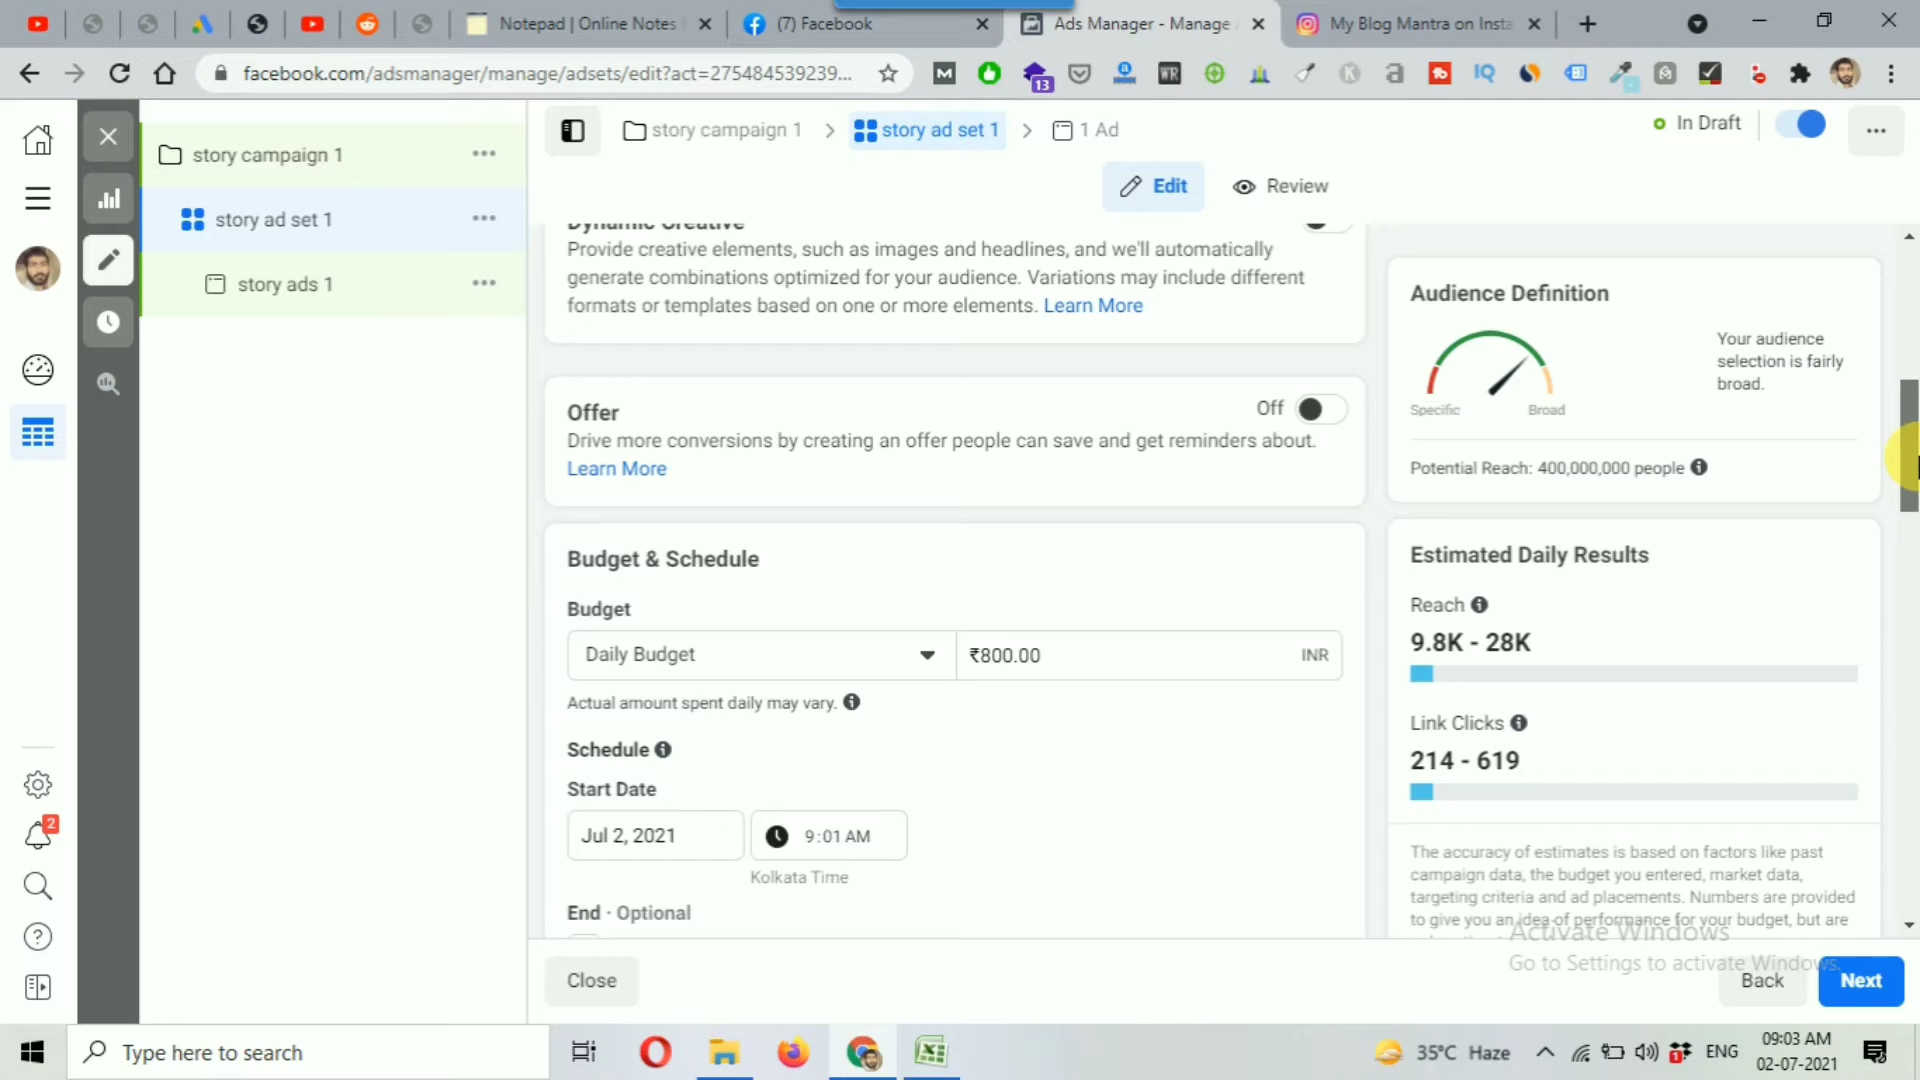 Notepad | Online Notes
(7) Facebook
Ads Manager - Manage
My Blog Mantra on Insta
facebook.com/adsmanager/manage/adsets/edit?act=275484539239...
13
story campaign 1
story ad set 1
story ads 1
story campaign 1
story ad set 1
1 Ad
In Draft
Edit
Review
Dynamic Creative
Provide creative elements, such as images and headlines, and we'll automatically
generate combinations optimized for your audience. Variations may include different
formats or templates based on one or more elements. Learn More
Offer
Off
Drive more conversions by creating an offer people can save and get reminders about.
Learn More
Budget & Schedule
Budget
Daily Budget
₹800.00
INR
Actual amount spent daily may vary.
Schedule
Start Date
Jul 2, 2021
9:01 AM
Kolkata Time
End · Optional
Audience Definition
Your audience
selection is fairly
broad.
Specific
Broad
Potential Reach: 400,000,000 people
Estimated Daily Results
Reach
9.8K - 28K
Link Clicks
214 - 619
The accuracy of estimates is based on factors like past
campaign data, the budget you entered, market data,
targeting criteria and ad placements. Numbers are provided
to give you an idea of performance for your budget, but are
Activate Windows
Go to Settings to activate Windows.
Close
Back
Next
2
Type here to search
35°C Haze
ENG
09:03 AM
02-07-2021